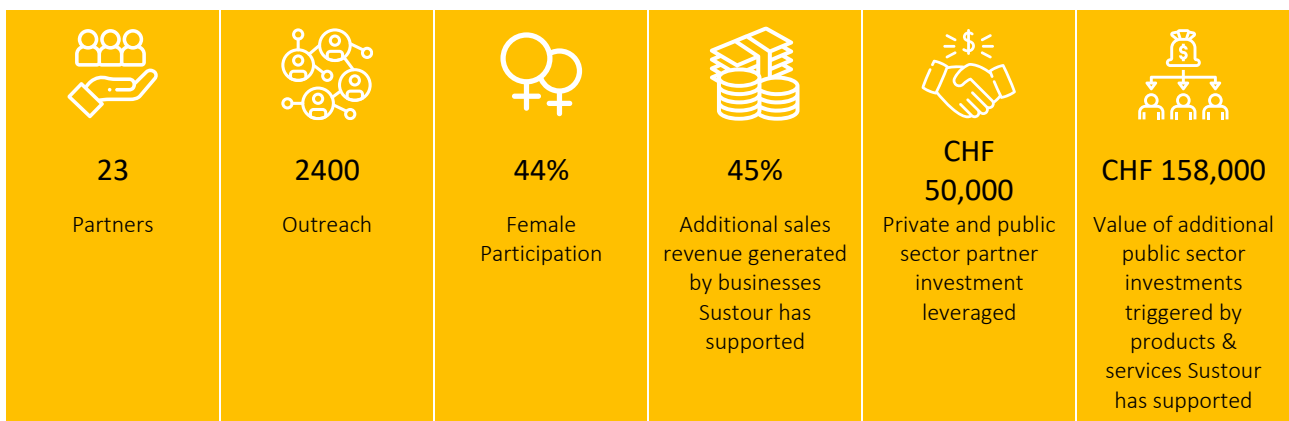 23
Partners
2400
Outreach
44%
Female
Participation
45%
Additional sales
revenue generated
by businesses
Sustour has
supported
$
CHF
50,000
Private and public
sector partner
investment
leveraged
$
CHF 158,000
Value of additional
public sector
investments
triggered by
products &
services Sustour
has supported